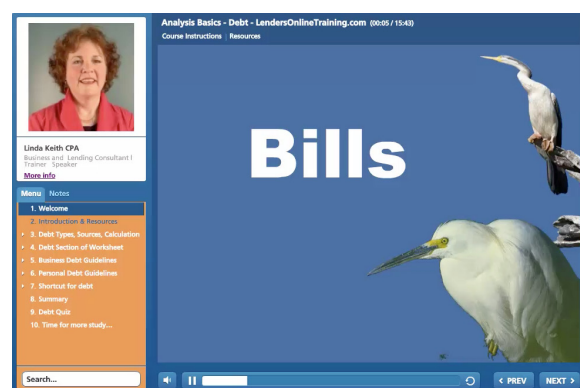 Analysis Basics - Debt - LendersOnlineTraining.com (00:05 / 15:43)
Course Instructions | Resources
Linda Keith CPA
Business and Lending Consultant l
Trainer Speaker
More info
Menu Notes
1. Welcome
2. Introduction & Resources
3. Debt Types, Sources, Calculation
4. Debt Section of Worksheet
5. Business Debt Guidelines
6. Personal Debt Guidelines
7. Shortcut for debt
8. Summary
9. Debt Quiz
10. Time for more study...
Search...
Bills
< PREV
NEXT >